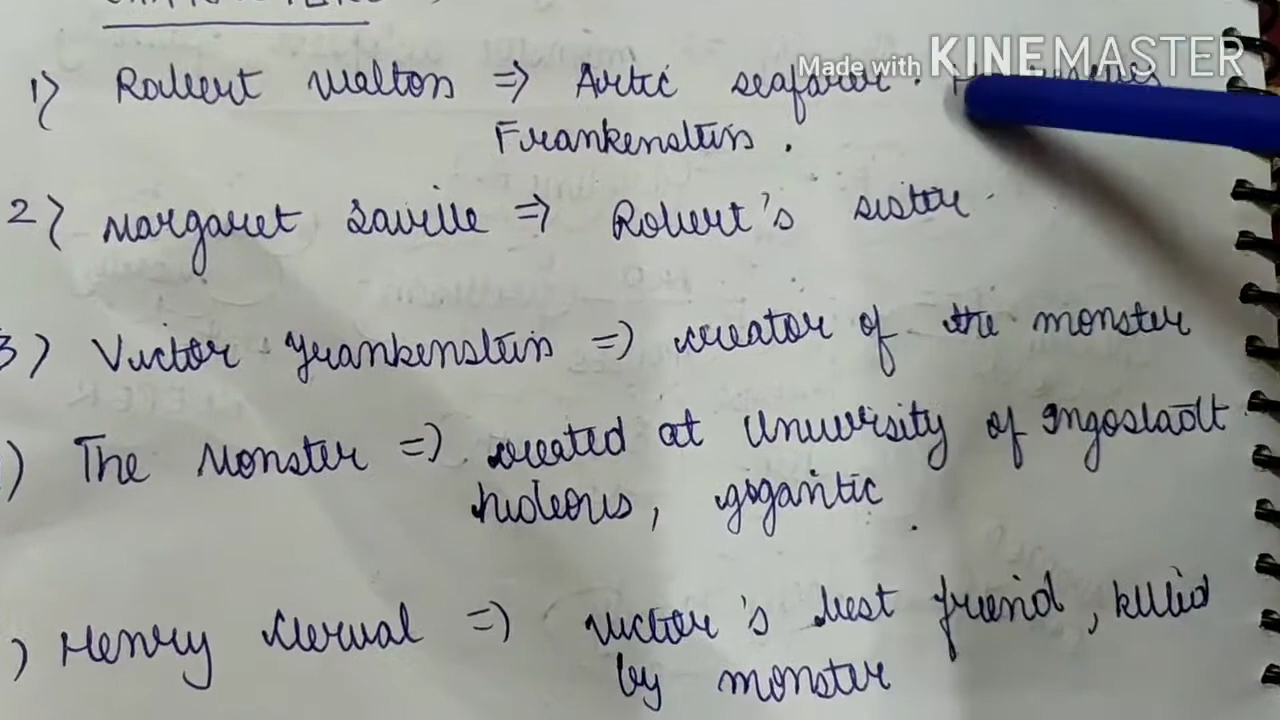 1) Robert Walton => Artic seafarer.
Frankenstein.
2) Margaret Saville => Robert's sister.
3) Victor Frankenstein => creator of the monster
) The Monster => created at University of Ingosladt
hideous, gigantic.
) Henry Clerval => victor's best friend, killed
by monster
Made with KINEMASTER